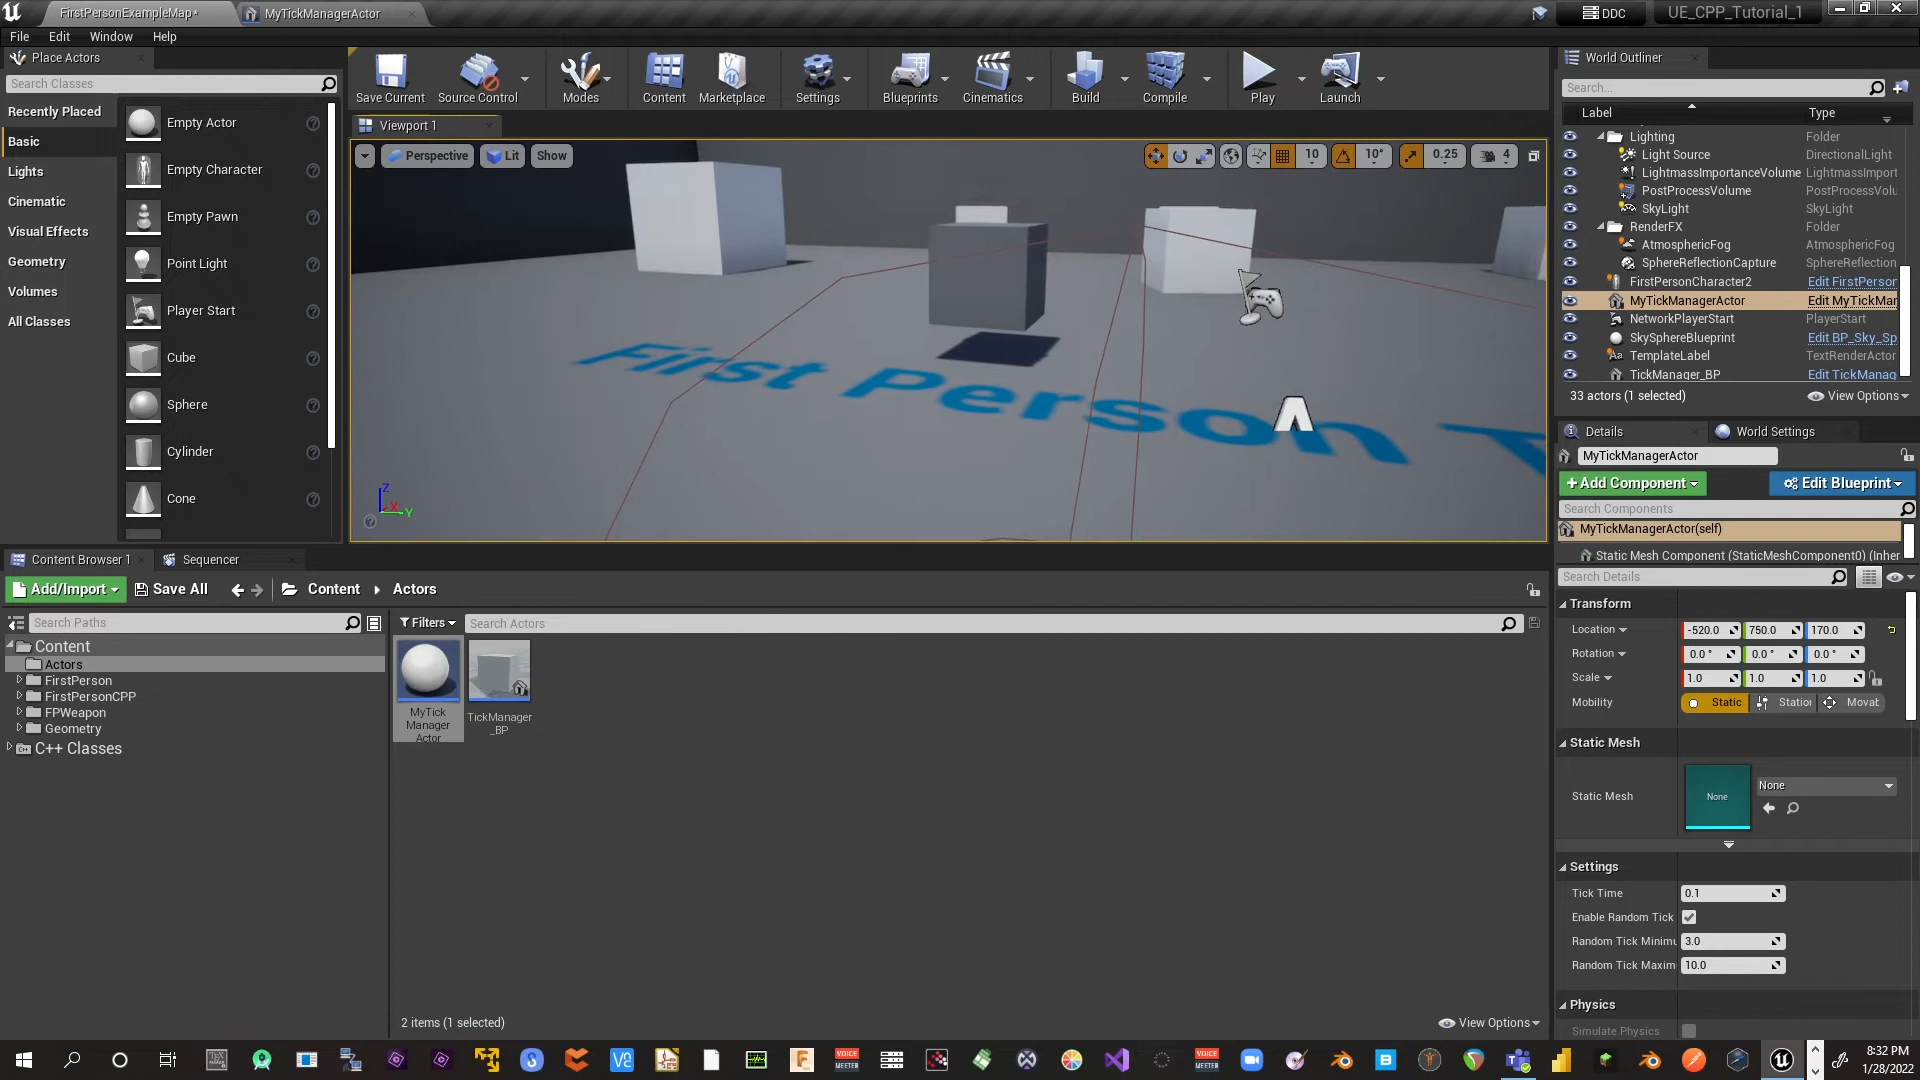 FirstPersonExampleMap*
MyTickManagerActor
DDC
UE_CPP_Tutorial_1
File Edit Window Help
Place Actors
Search Classes
Recently Placed
Basic
Lights
Cinematic
Visual Effects
Geometry
Volumes
All Classes
Empty Actor
Empty Character
Empty Pawn
Point Light
Player Start
Cube
Sphere
Cylinder
Cone
Save Current
Source Control
Modes
Content
Marketplace
Settings
Blueprints
Cinematics
Build
Compile
Play
Launch
Viewport 1
Perspective
Lit
Show
10
10°
0.25
4
First Person T
Z
X
Y
World Outliner
Search...
Label Type
Lighting Folder
Light Source DirectionalLight
LightmassImportanceVolume LightmassImport
PostProcessVolume PostProcessVolu
SkyLight SkyLight
RenderFX Folder
AtmosphericFog AtmosphericFog
SphereReflectionCapture SphereReflection
FirstPersonCharacter2 Edit FirstPerson
MyTickManagerActor Edit MyTickMar
NetworkPlayerStart PlayerStart
SkySphereBlueprint Edit BP_Sky_Sp
TemplateLabel TextRenderActor
TickManager_BP Edit TickManag
33 actors (1 selected)
View Options
Details
World Settings
MyTickManagerActor
+Add Component
Edit Blueprint
Search Components
MyTickManagerActor(self)
Static Mesh Component (StaticMeshComponent0) (Inher
Search Details
Transform
Location -520.0 750.0 170.0
Rotation 0.0 ° 0.0 ° 0.0 °
Scale 1.0 1.0 1.0
Mobility Static Station Movab
Static Mesh
Static Mesh None None
Settings
Tick Time 0.1
Enable Random Tick
Random Tick Minimu 3.0
Random Tick Maxim 10.0
Physics
Simulate Physics
Content Browser 1
Sequencer
Add/Import
Save All
Content
Actors
Search Paths
Content
Actors
FirstPerson
FirstPersonCPP
FPWeapon
Geometry
C++ Classes
Filters
Search Actors
MyTick
Manager
Actor
TickManager
_BP
2 items (1 selected)
View Options
VOICE
MEETER
VOICE
MEETER
8:32 PM
1/28/2022